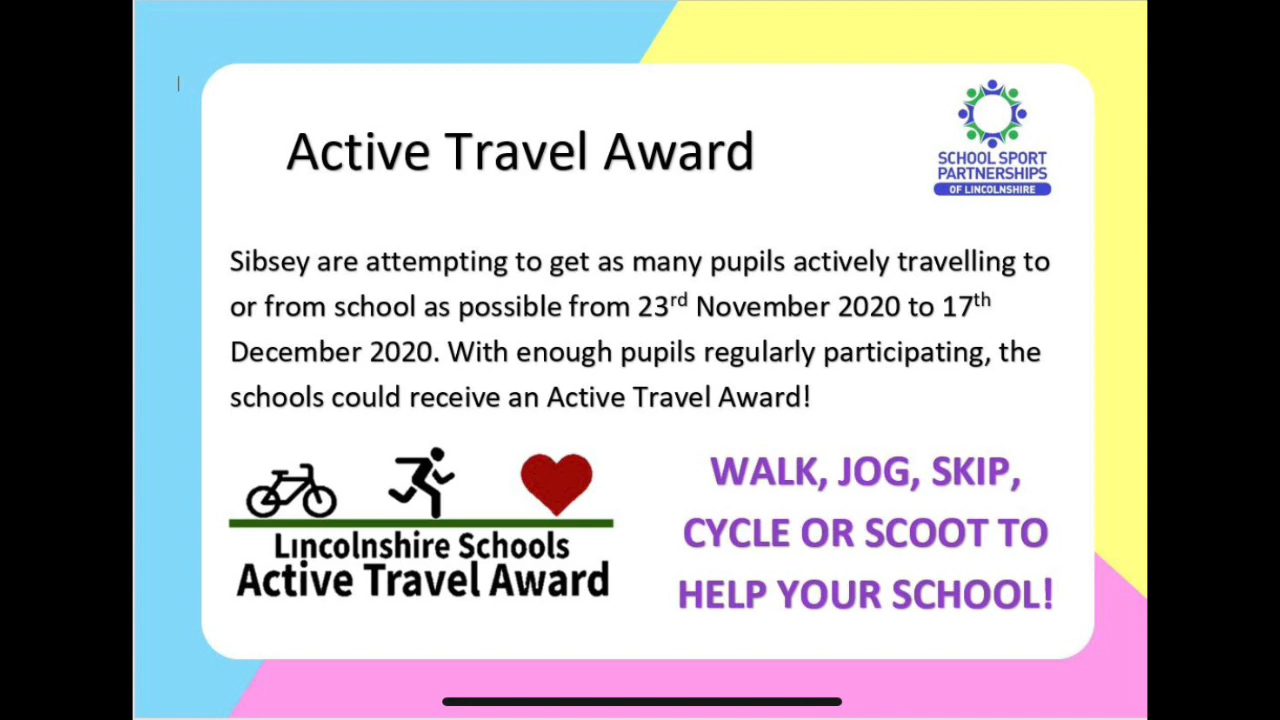 Active Travel Award
SCHOOL SPORT
PARTNERSHIPS
OF LINCOLNSHIRE
Sibsey are attempting to get as many pupils actively travelling to
or from school as possible from 23rd November 2020 to 17th
December 2020. With enough pupils regularly participating, the
schools could receive an Active Travel Award!
Lincolnshire Schools
Active Travel Award
WALK, JOG, SKIP,
CYCLE OR SCOOT TO
HELP YOUR SCHOOL!